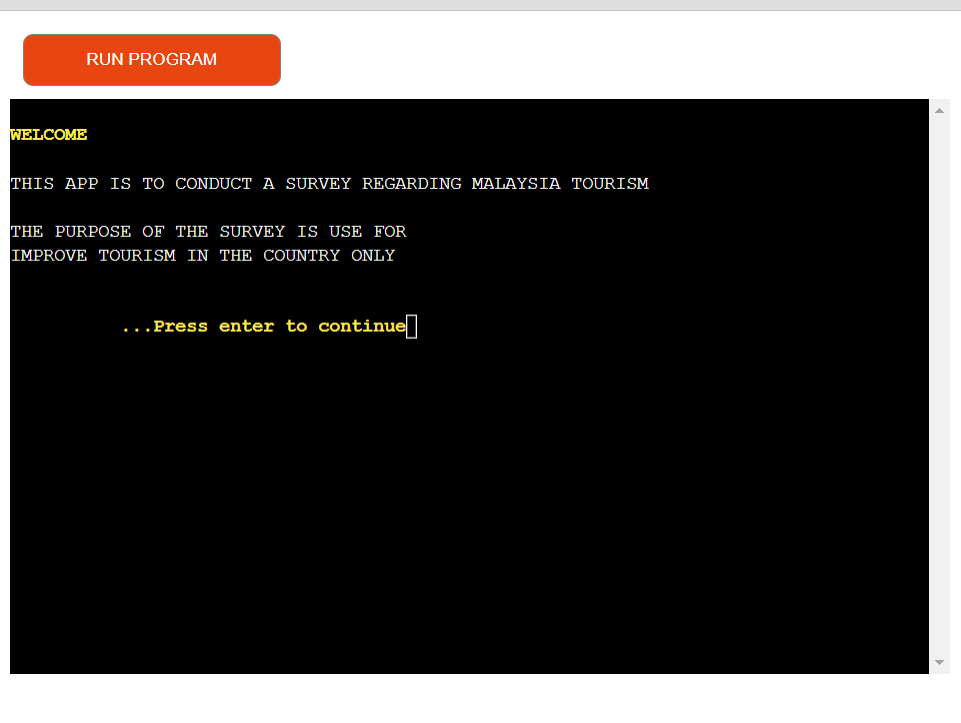 RUN PROGRAM
WELCOME
THIS APP IS TO CONDUCT A SURVEY REGARDING MALAYSIA TOURISM
THE PURPOSE OF THE SURVEY IS USE FOR
IMPROVE TOURISM IN THE COUNTRY ONLY
...Press enter to continue